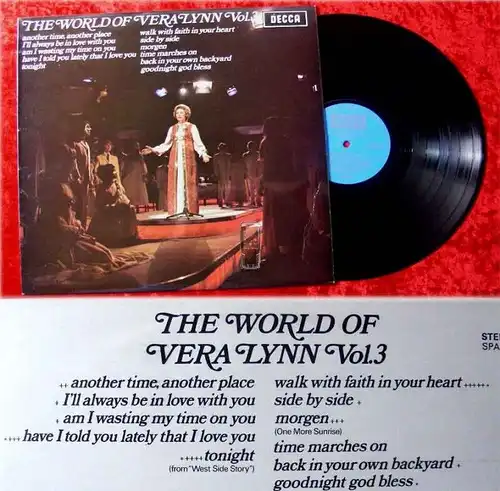 THE WORLD OF VERA LYNN Vol.3
DECCA
another time, another place
I'll always be in love with you
am I wasting my time on you
have I told you lately that I love you
tonight
walk with faith in your heart
side by side
morgen
time marches on
back in your own backyard
goodnight god bless
THE WORLD OF
VERA LYNN Vol.3
STE
SPA
++ another time, another place
+ I'll always be in love with you
+ am I wasting my time on you
++++ have I told you lately that I love you
+++++ tonight
(from "West Side Story")
walk with faith in your heart ++++++
side by side +
morgen +++
(One More Sunrise)
time marches on
back in your own backyard +
goodnight god bless +